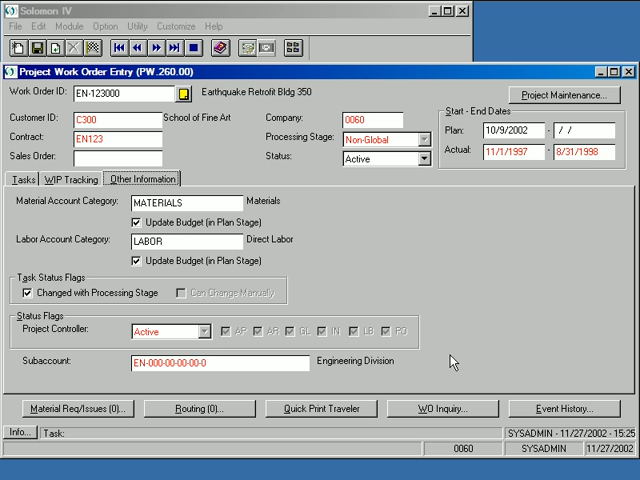 Solomon IV
File Edit Module Option Utility Customize Help
Project Work Order Entry (PW.260.00)
Work Order ID: EN-123000 Earthquake Retrofit Bldg 350 Project Maintenance...
Customer ID: C300 School of Fine Art Company: 0060 Start - End Dates
Contract: EN123 Processing Stage: Non-Global Plan: 10/9/2002 - / /
Sales Order: Status: Active Actual: 11/1/1997 - 8/31/1998
Tasks WIP Tracking Other Information
Material Account Category: MATERIALS Materials
Update Budget (in Plan Stage)
Labor Account Category: LABOR Direct Labor
Update Budget (in Plan Stage)
Task Status Flags
Changed with Processing Stage Can Change Manually
Status Flags
Project Controller: Active AP AR GL IN LB PO
Subaccount: EN-000-00-00-00-0 Engineering Division
Material Req/Issues (0)... Routing (0)... Quick Print Traveler WO Inquiry... Event History...
Info... Task: SYSADMIN - 11/27/2002 - 15:25
0060 SYSADMIN 11/27/2002